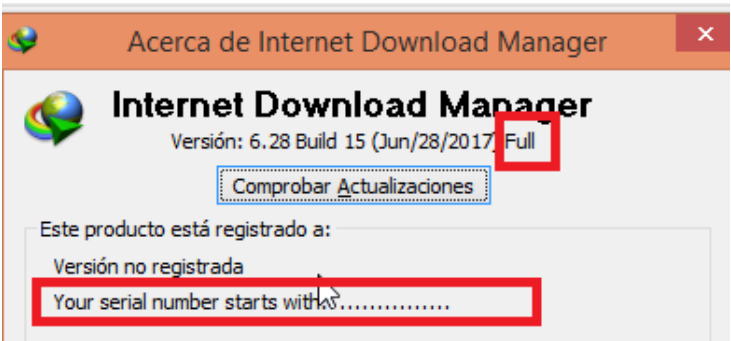 Acerca de Internet Download Manager
Internet Download Manager
Versión: 6.28 Build 15 (Jun/28/2017) Full
Comprobar Actualizaciones
Este producto está registrado a:
Versión no registrada
Your serial number starts with:...............